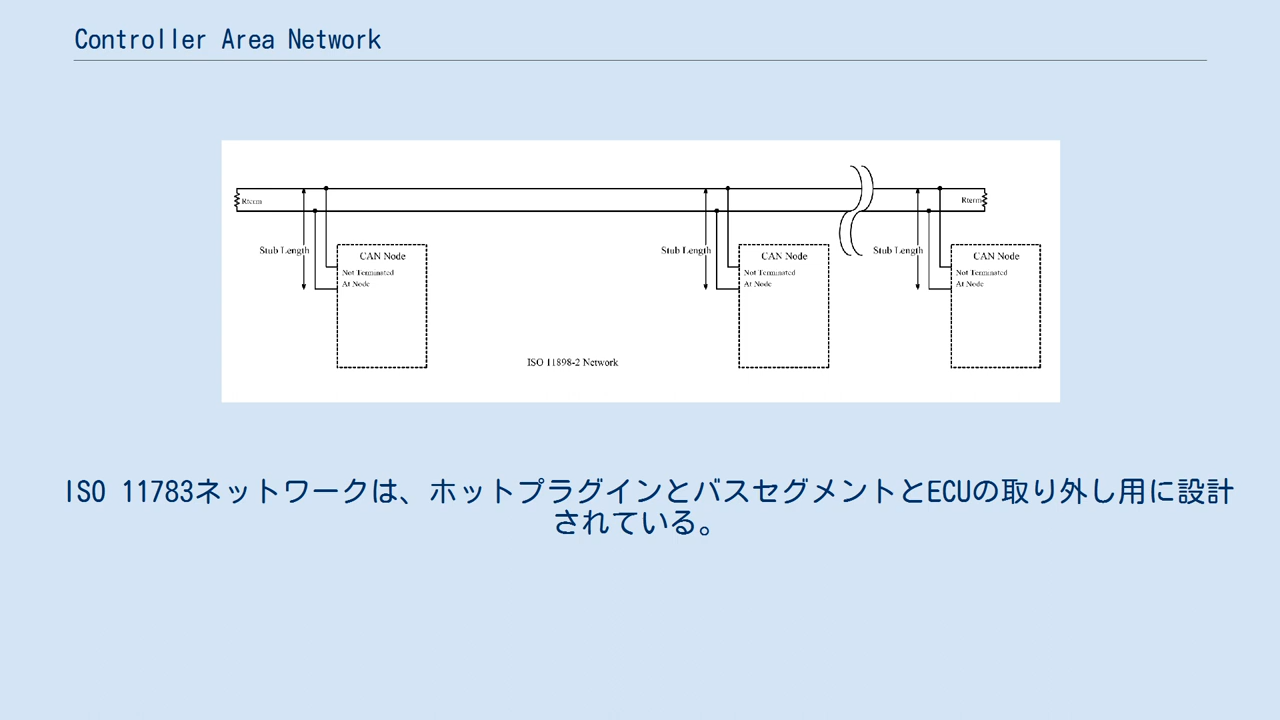 Controller Area Network
Rterm
Rterm
Stub Length
Stub Length
Stub Length
CAN Node
Not Terminated
At Node
CAN Node
Not Terminated
At Node
CAN Node
Not Terminated
At Node
ISO 11898-2 Network
ISO 11783ネットワークは、ホットプラグインとバスセグメントとECUの取り外し用に設計
されている。